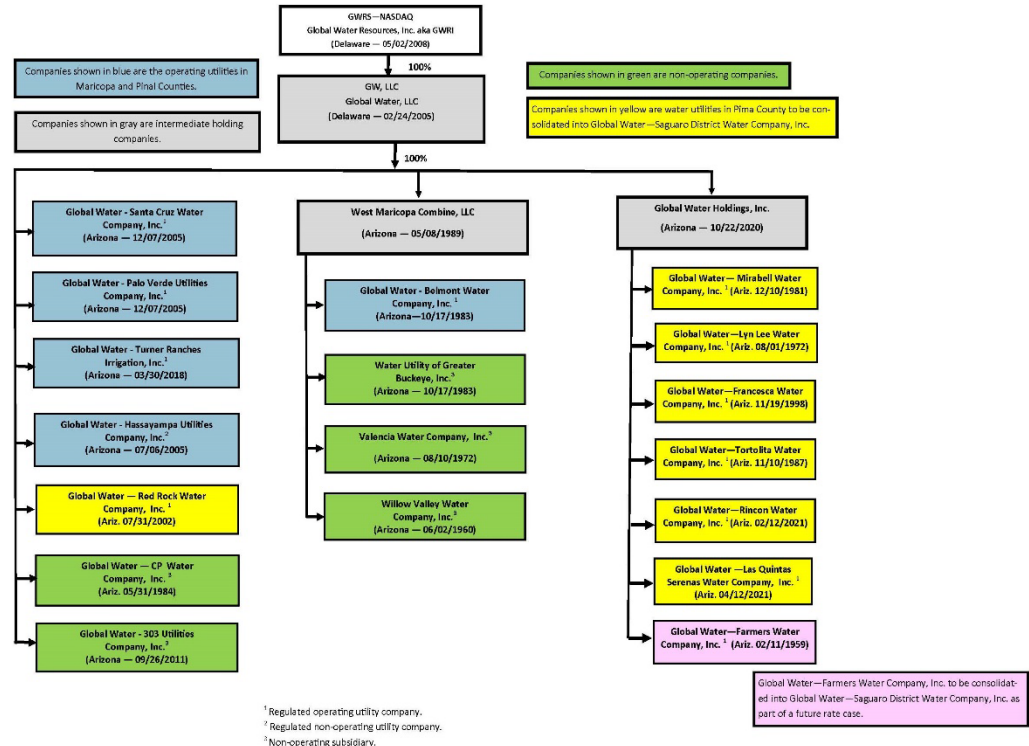 GWRS—NASDAQ
Global Water Resources, Inc. aka GWRI
(Delaware — 05/02/2008)
100%
Companies shown in blue are the operating utilities in
Maricopa and Pinal Counties.
Companies shown in gray are intermediate holding
companies.
GW, LLC
Global Water, LLC
(Delaware — 02/24/2005)
Companies shown in green are non-operating companies.
Companies shown in yellow are water utilities in Pima County to be con-
solidated into Global Water—Saguaro District Water Company, Inc.
100%
Global Water - Santa Cruz Water
Company, Inc.¹
(Arizona — 12/07/2005)
Global Water - Palo Verde Utilities
Company, Inc.¹
(Arizona — 12/07/2005)
Global Water - Turner Ranches
Irrigation, Inc.¹
(Arizona — 03/30/2018)
Global Water - Hassayampa Utilities
Company, Inc.²
(Arizona — 07/06/2005)
Global Water — Red Rock Water
Company, Inc. ¹
(Ariz. 07/31/2002)
Global Water — CP Water
Company, Inc. ³
(Ariz. 05/31/1984)
Global Water - 303 Utilities
Company, Inc.³
(Arizona — 09/26/2011)
West Maricopa Combine, LLC
(Arizona — 05/08/1989)
Global Water - Belmont Water
Company, Inc. ¹
(Arizona—10/17/1983)
Water Utility of Greater
Buckeye, Inc.³
(Arizona — 10/17/1983)
Valencia Water Company, Inc.³
(Arizona — 08/10/1972)
Willow Valley Water
Company, Inc.³
(Arizona — 06/02/1960)
Global Water Holdings, Inc.
(Arizona — 10/22/2020)
Global Water— Mirabell Water
Company, Inc. ¹ (Ariz. 12/10/1981)
Global Water—Lyn Lee Water
Company, Inc. ¹ (Ariz. 08/01/1972)
Global Water—Francesca Water
Company, Inc. ¹ (Ariz. 11/19/1998)
Global Water—Tortolita Water
Company, Inc. ¹ (Ariz. 11/10/1987)
Global Water—Rincon Water
Company, Inc. ¹ (Ariz. 02/12/2021)
Global Water —Las Quintas
Serenas Water Company, Inc. ¹
(Ariz. 04/12/2021)
Global Water—Farmers Water
Company, Inc. ¹ (Ariz. 02/11/1959)
Global Water—Farmers Water Company, Inc. to be consolidat-
ed into Global Water—Saguaro District Water Company, Inc. as
part of a future rate case.
¹ Regulated operating utility company.
² Regulated non-operating utility company.
³ Non-operating subsidiary.